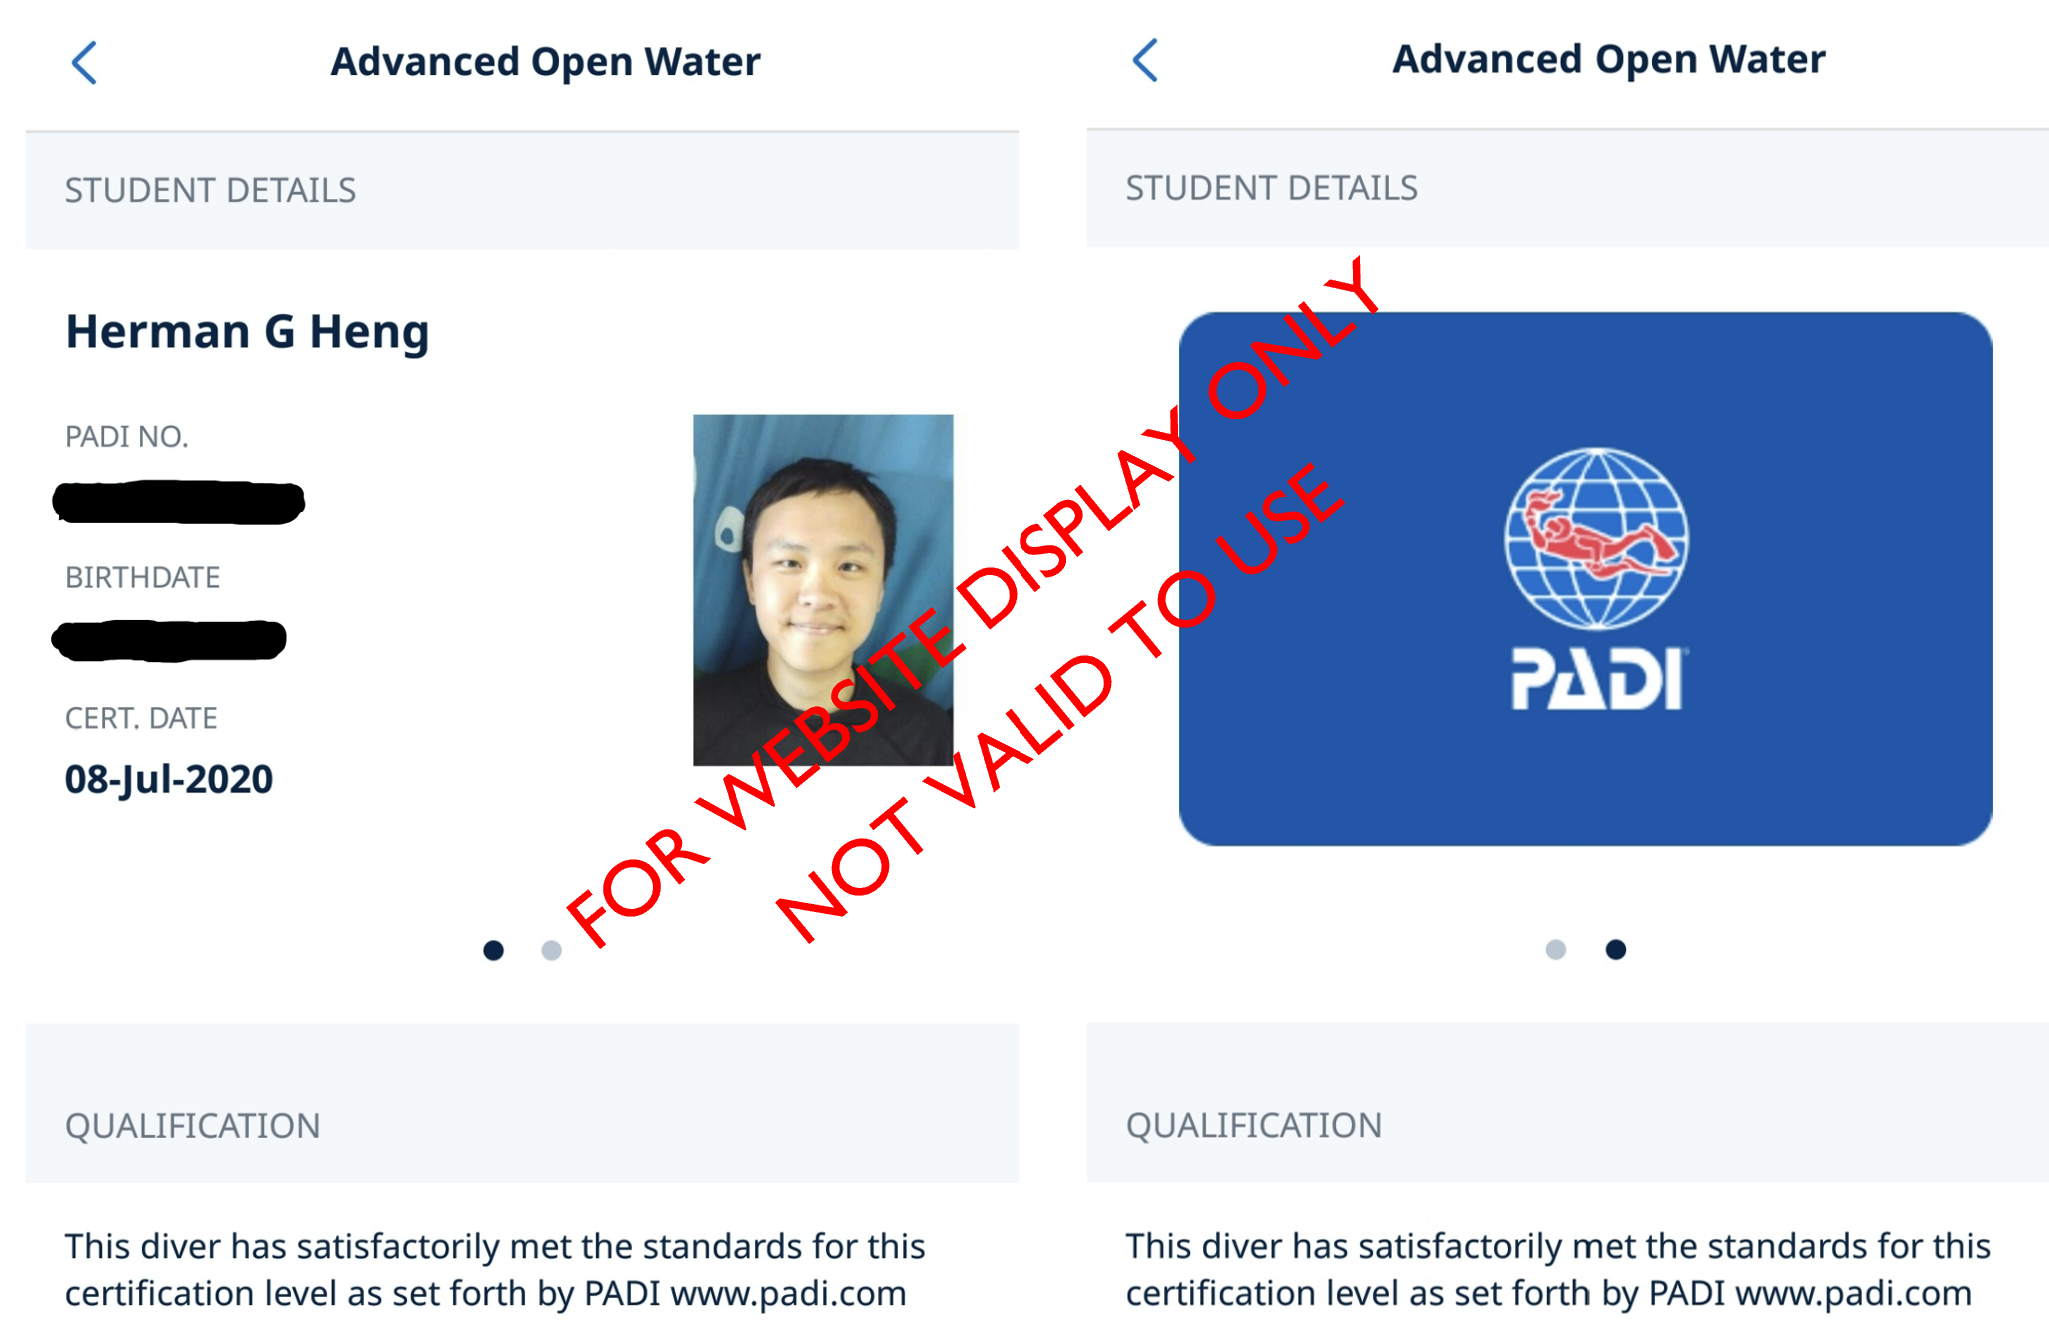 Advanced Open Water
STUDENT DETAILS
Herman G Heng
PADI NO.
BIRTHDATE
CERT. DATE
08-Jul-2020
QUALIFICATION
This diver has satisfactorily met the standards for this
certification level as set forth by PADI www.padi.com
Advanced Open Water
STUDENT DETAILS
PADI
QUALIFICATION
This diver has satisfactorily met the standards for this
certification level as set forth by PADI www.padi.com
FOR WEBSITE DISPLAY ONLY
NOT VALID TO USE